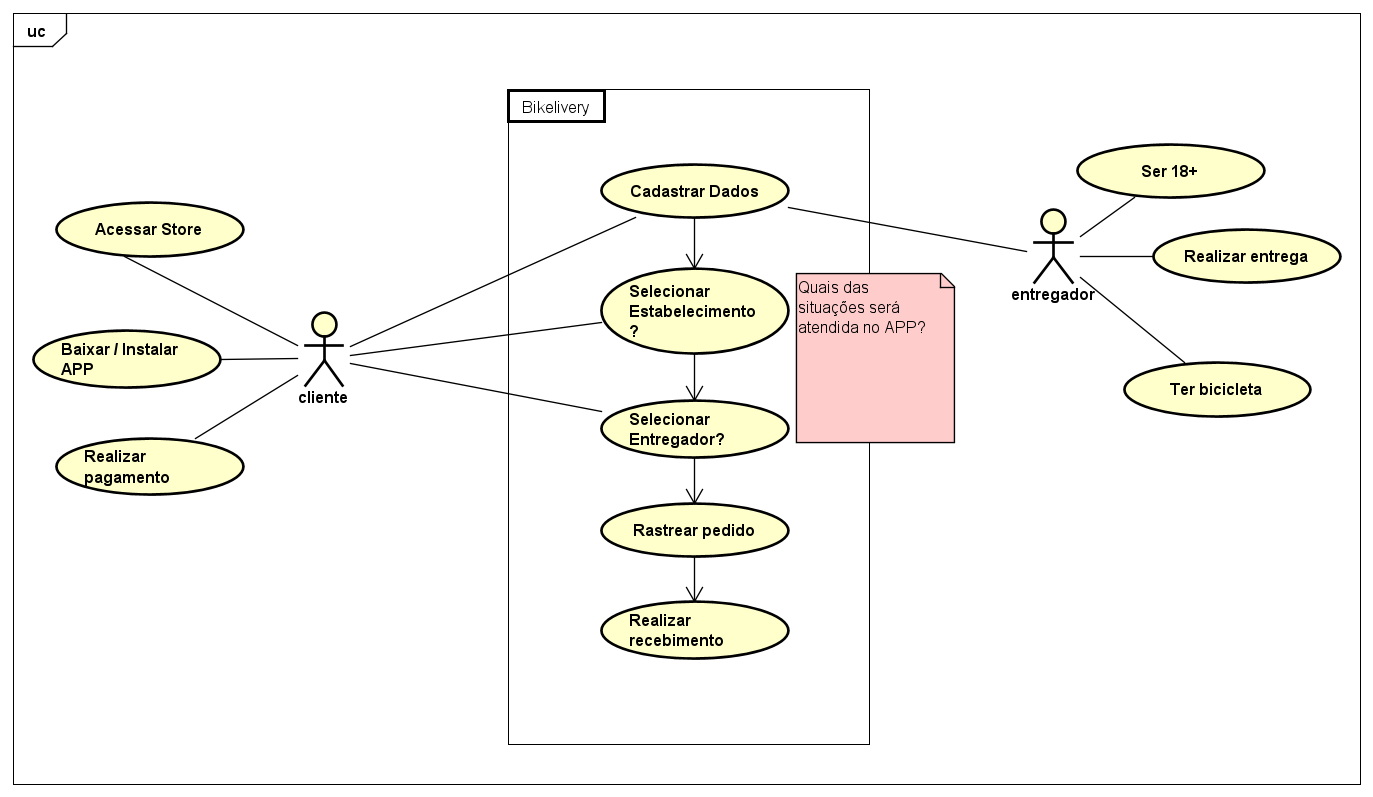 uc
Bikelivery
Acessar Store
Baixar / Instalar
APP
Realizar
pagamento
cliente
Cadastrar Dados
Selecionar
Estabelecimento
?
Selecionar
Entregador?
Rastrear pedido
Realizar
recebimento
Quais das
situações será
atendida no APP?
entregador
Ser 18+
Realizar entrega
Ter bicicleta